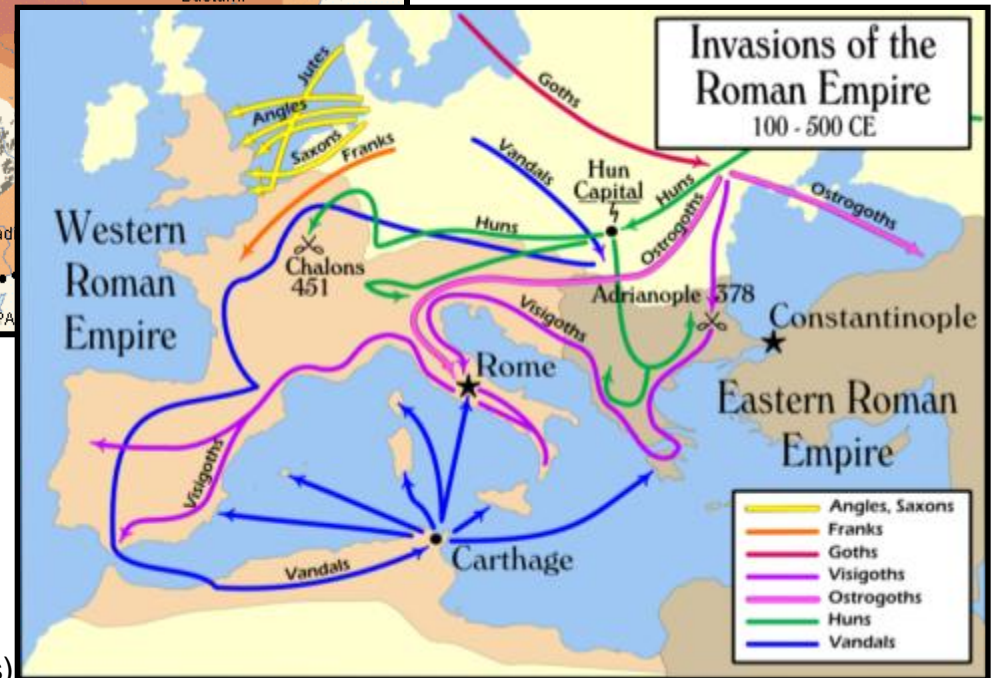 Invasions of the
Roman Empire
100 - 500 CE
Jutes
Angles
Saxons
Franks
Goths
Vandals
Hun
Capital
Huns
Ostrogoths
Ostrogoths
Huns
Western
Roman
Empire
Chalons
451
Adrianople 378
Visigoths
Constantinople
Rome
Eastern Roman
Empire
Visigoths
Carthage
Vandals
Angles, Saxons
Franks
Goths
Visigoths
Ostrogoths
Huns
Vandals
s)